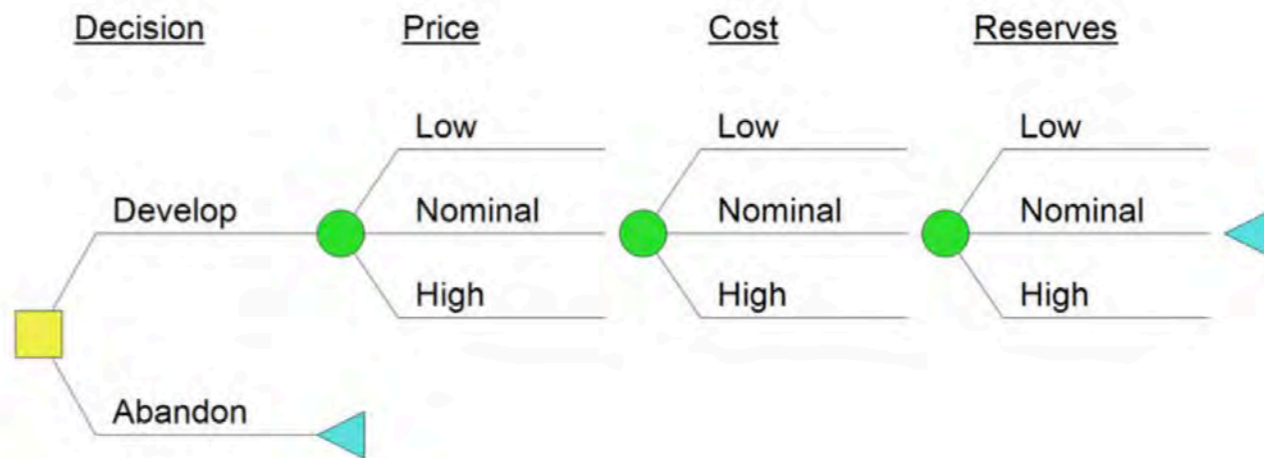 Decision Price Cost Reserves
Low Low Low
Develop Nominal Nominal Nominal
High High High
Abandon